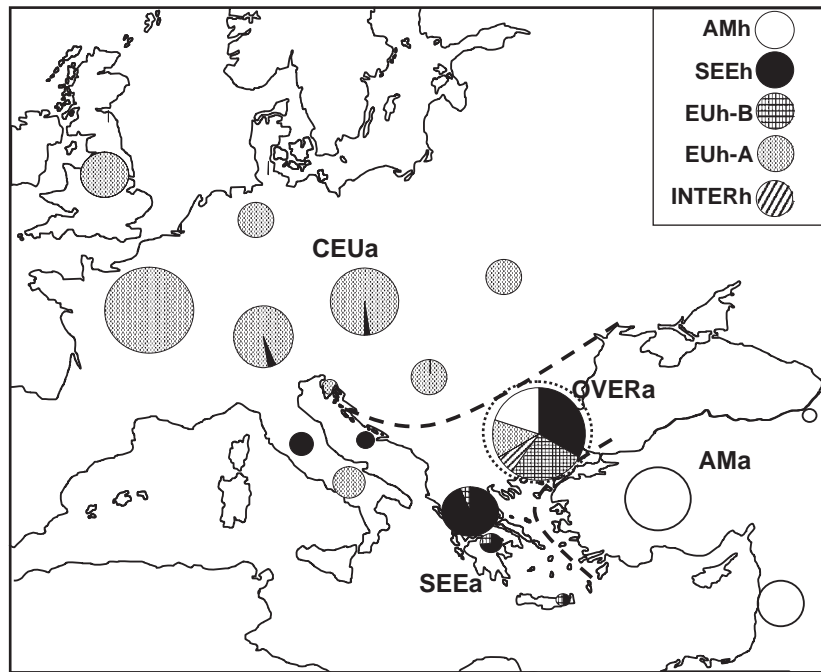 AMh
SEEh
EUh-B
EUh-A
INTERh
CEUa
OVERa
AMa
SEEa